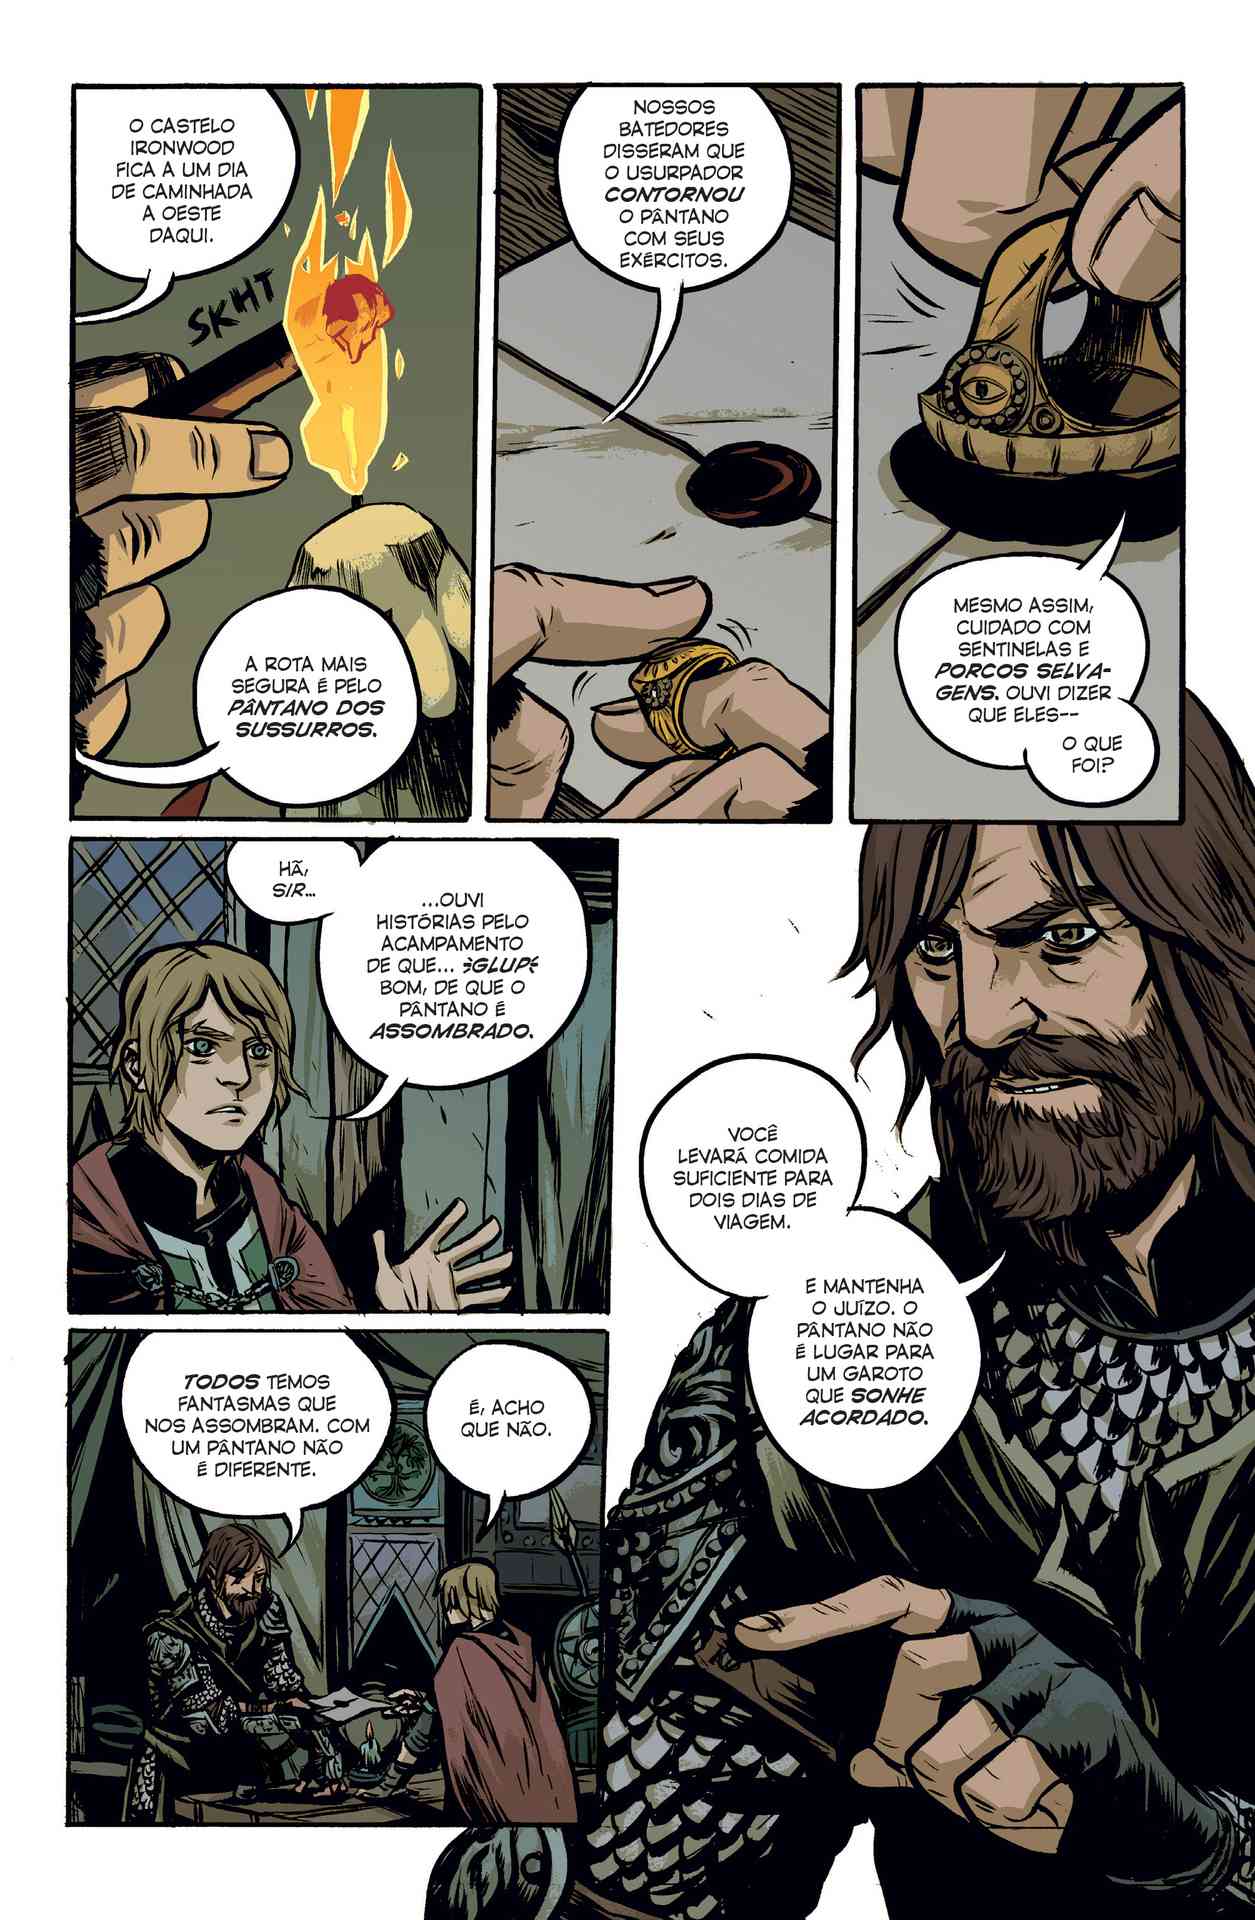 O CASTELO
IRONWOOD
FICA A UM DIA
DE CAMINHADA
A OESTE
DAQUI.
SKHT
A ROTA MAIS
SEGURA É PELO
PÂNTANO DOS
SUSSURROS.
NOSSOS
BATEDORES
DISSERAM QUE
O USURPADOR
CONTORNOU
O PÂNTANO
COM SEUS
EXÉRCITOS.
MESMO ASSIM,
CUIDADO COM
SENTINELAS E
PORCOS SELVA-
GENS. OUVI DIZER
QUE ELES--
O QUE
FOI?
HÃ,
SIR...
...OUVI
HISTÓRIAS PELO
ACAMPAMENTO
DE QUE... GLUP
BOM, DE QUE O
PÂNTANO É
ASSOMBRADO.
VOCÊ
LEVARÁ COMIDA
SUFICIENTE PARA
DOIS DIAS DE
VIAGEM.
E MANTENHA
O JUÍZO. O
PÂNTANO NÃO
É LUGAR PARA
UM GAROTO
QUE SONHE
ACORDADO.
TODOS TEMOS
FANTASMAS QUE
NOS ASSOMBRAM. COM
UM PÂNTANO NÃO
É DIFERENTE.
É, ACHO
QUE NÃO.